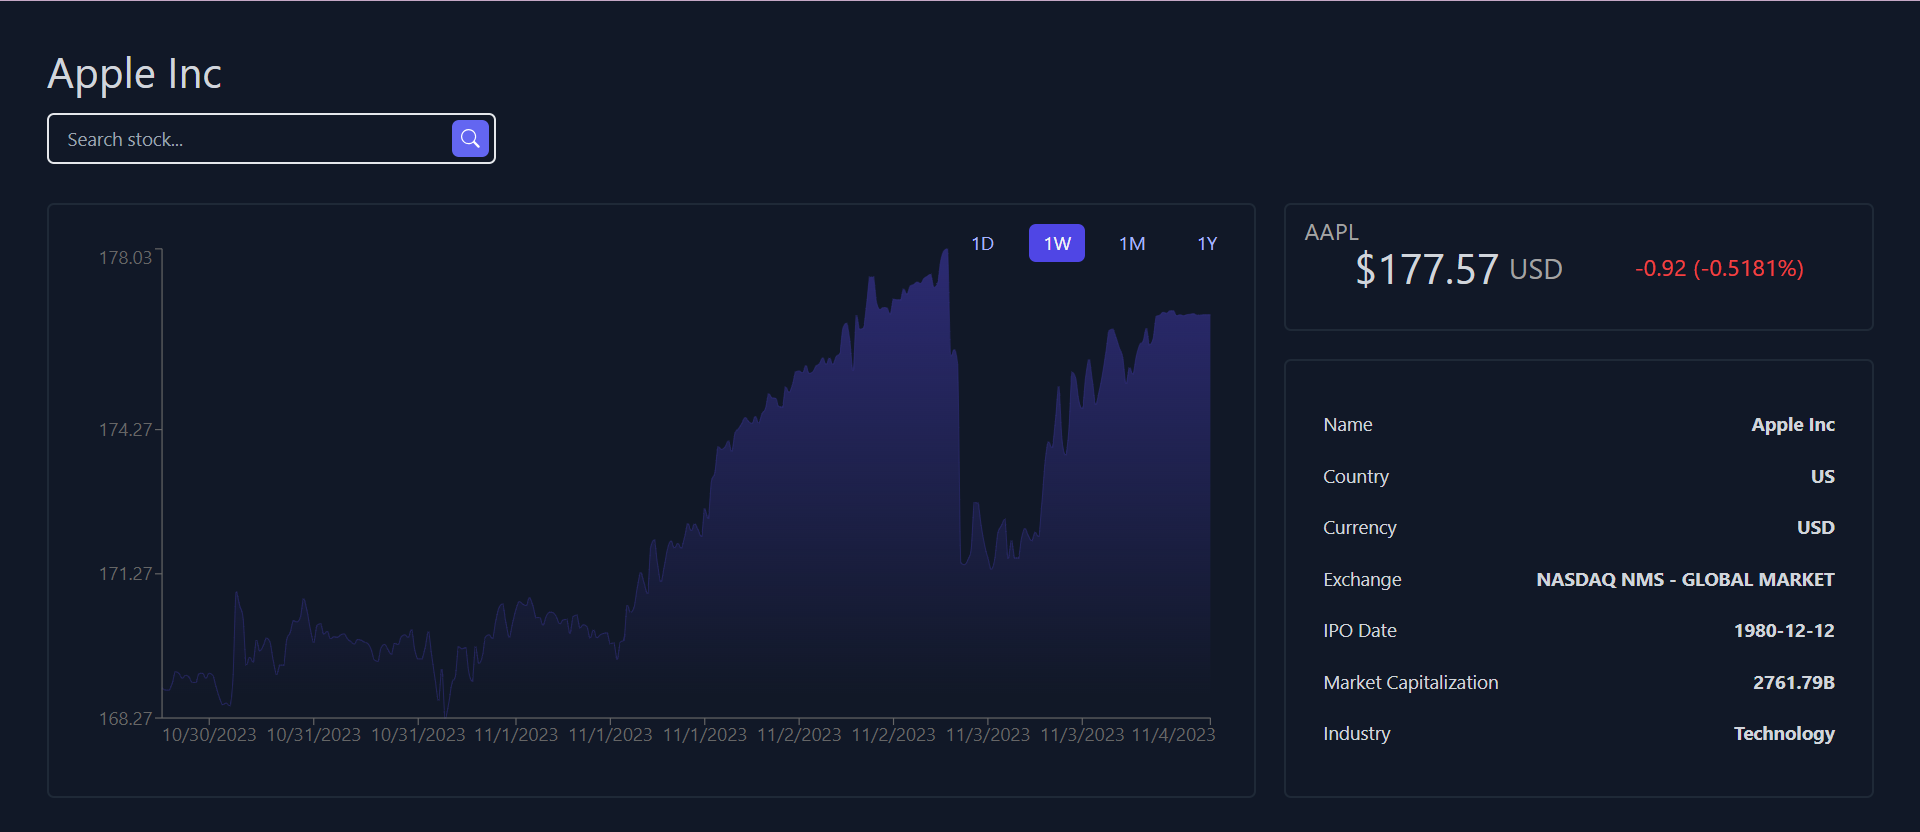 Apple Inc
Search stock...
1D 1W 1M 1Y
178.03
174.27
171.27
168.27
10/30/2023 10/31/2023 10/31/2023 11/1/2023 11/1/2023 11/1/2023 11/2/2023 11/2/2023 11/3/2023 11/3/2023 11/4/2023
AAPL
$177.57 USD -0.92 (-0.5181%)
Name Apple Inc
Country US
Currency USD
Exchange NASDAQ NMS - GLOBAL MARKET
IPO Date 1980-12-12
Market Capitalization 2761.79B
Industry Technology